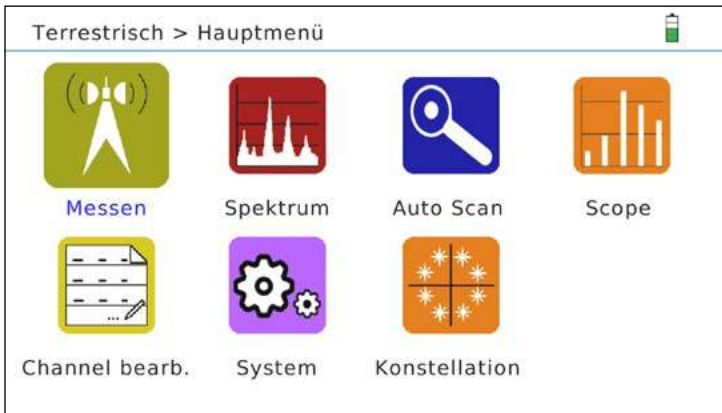 Terrestrisch > Hauptmenü
Messen Spektrum Auto Scan Scope
Channel bearb. System Konstellation